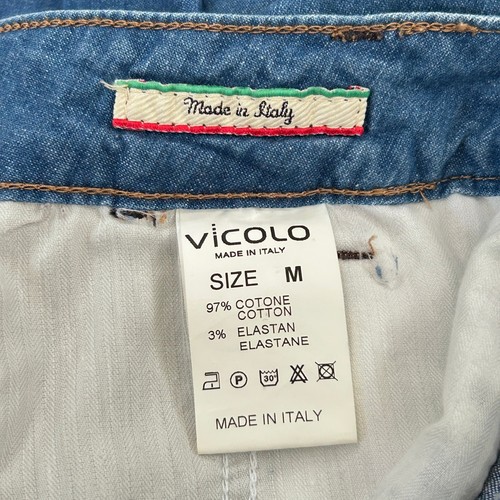 Made in Italy
VICOLO
MADE IN ITALY
SIZE M
97% COTONE
COTTON
3% ELASTAN
ELASTANE
P 30°
MADE IN ITALY